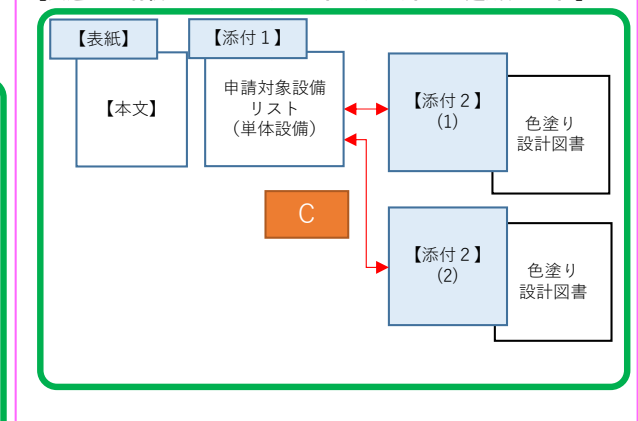 【表紙】
【本文】
【添付１】
申請対象設備
リスト
（単体設備）
【添付２】
(1)
色塗り
設計図書
C
【添付２】
(2)
色塗り
設計図書